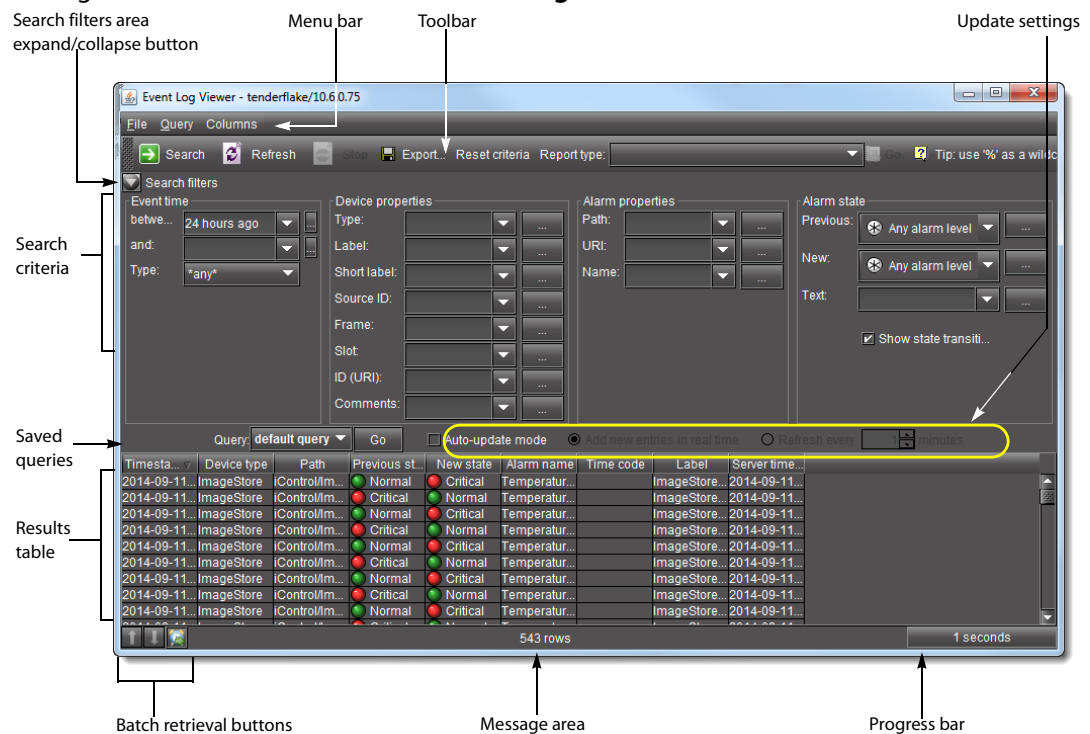 Search filters area
expand/collapse button
Menu bar
Toolbar
Update settings
Event Log Viewer - tenderflake/10.6.0.75
File Query Columns
Search Refresh Stop Export... Reset criteria Report type: Go Tip: use '%' as a wildc
Search filters
Event time
betwe... 24 hours ago
and:
Type: *any*
Device properties
Type: ...
Label: ...
Short label: ...
Source ID: ...
Frame: ...
Slot: ...
ID (URI): ...
Comments: ...
Alarm properties
Path: ...
URI: ...
Name: ...
Alarm state
Previous: Any alarm level ...
New: Any alarm level ...
Text: ...
Show state transiti...
Search
criteria
Saved
queries
Query: default query Go Auto-update mode Add new entries in real time Refresh every 1 minutes
Results
table
Timesta... Device type Path Previous st... New state Alarm name Time code Label Server time...
2014-09-11... ImageStore iControl/Im... Normal Critical Temperatur... ImageStore... 2014-09-11...
2014-09-11... ImageStore iControl/Im... Critical Normal Temperatur... ImageStore... 2014-09-11...
2014-09-11... ImageStore iControl/Im... Normal Critical Temperatur... ImageStore... 2014-09-11...
2014-09-11... ImageStore iControl/Im... Critical Normal Temperatur... ImageStore... 2014-09-11...
2014-09-11... ImageStore iControl/Im... Normal Critical Temperatur... ImageStore... 2014-09-11...
2014-09-11... ImageStore iControl/Im... Critical Normal Temperatur... ImageStore... 2014-09-11...
2014-09-11... ImageStore iControl/Im... Normal Critical Temperatur... ImageStore... 2014-09-11...
2014-09-11... ImageStore iControl/Im... Critical Normal Temperatur... ImageStore... 2014-09-11...
2014-09-11... ImageStore iControl/Im... Normal Critical Temperatur... ImageStore... 2014-09-11...
543 rows
1 seconds
Batch retrieval buttons
Message area
Progress bar